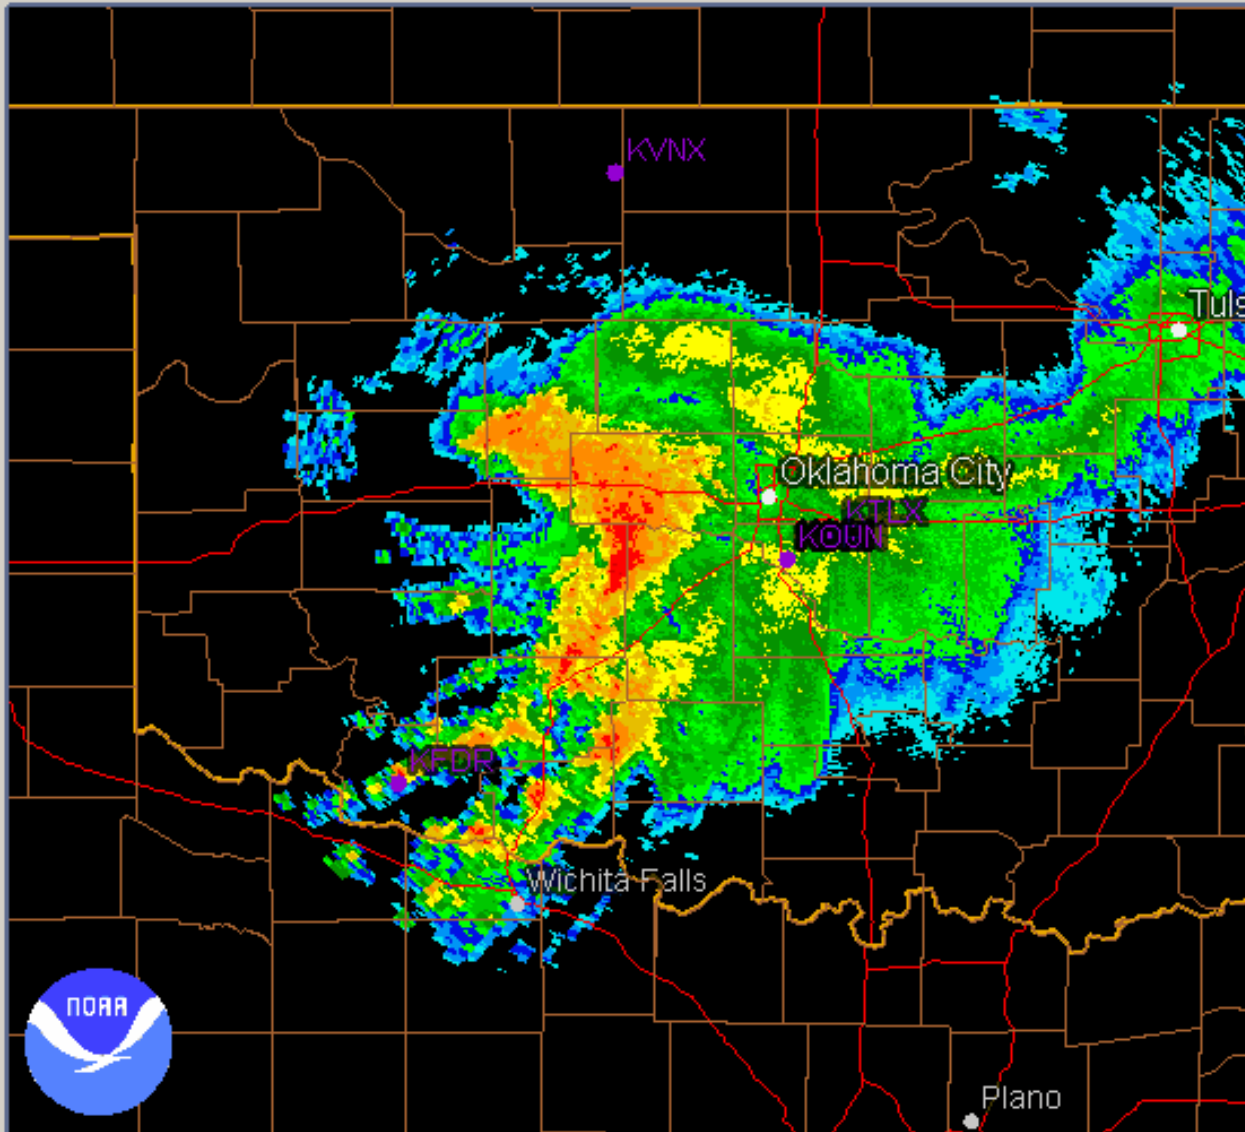 KVNX
Tuls
Oklahoma City
KTLX
KOUN
KFDR
Wichita Falls
NOAA
Plano